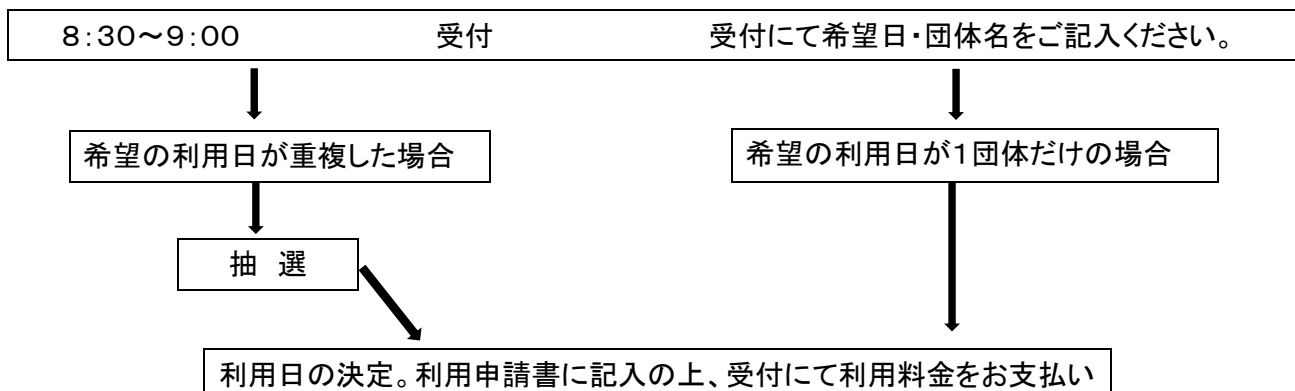 8:30～9:00 受付 受付にて希望日・団体名をご記入ください。
希望の利用日が重複した場合
希望の利用日が1団体だけの場合
抽 選
利用日の決定。利用申請書に記入の上、受付にて利用料金をお支払い